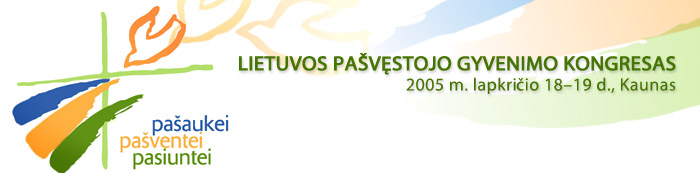 LIETUVOS PAŠVĘSTOJO GYVENIMO KONGRESAS
2005 m. lapkričio 18–19 d., Kaunas
pašaukei
pašventei
pasiuntei